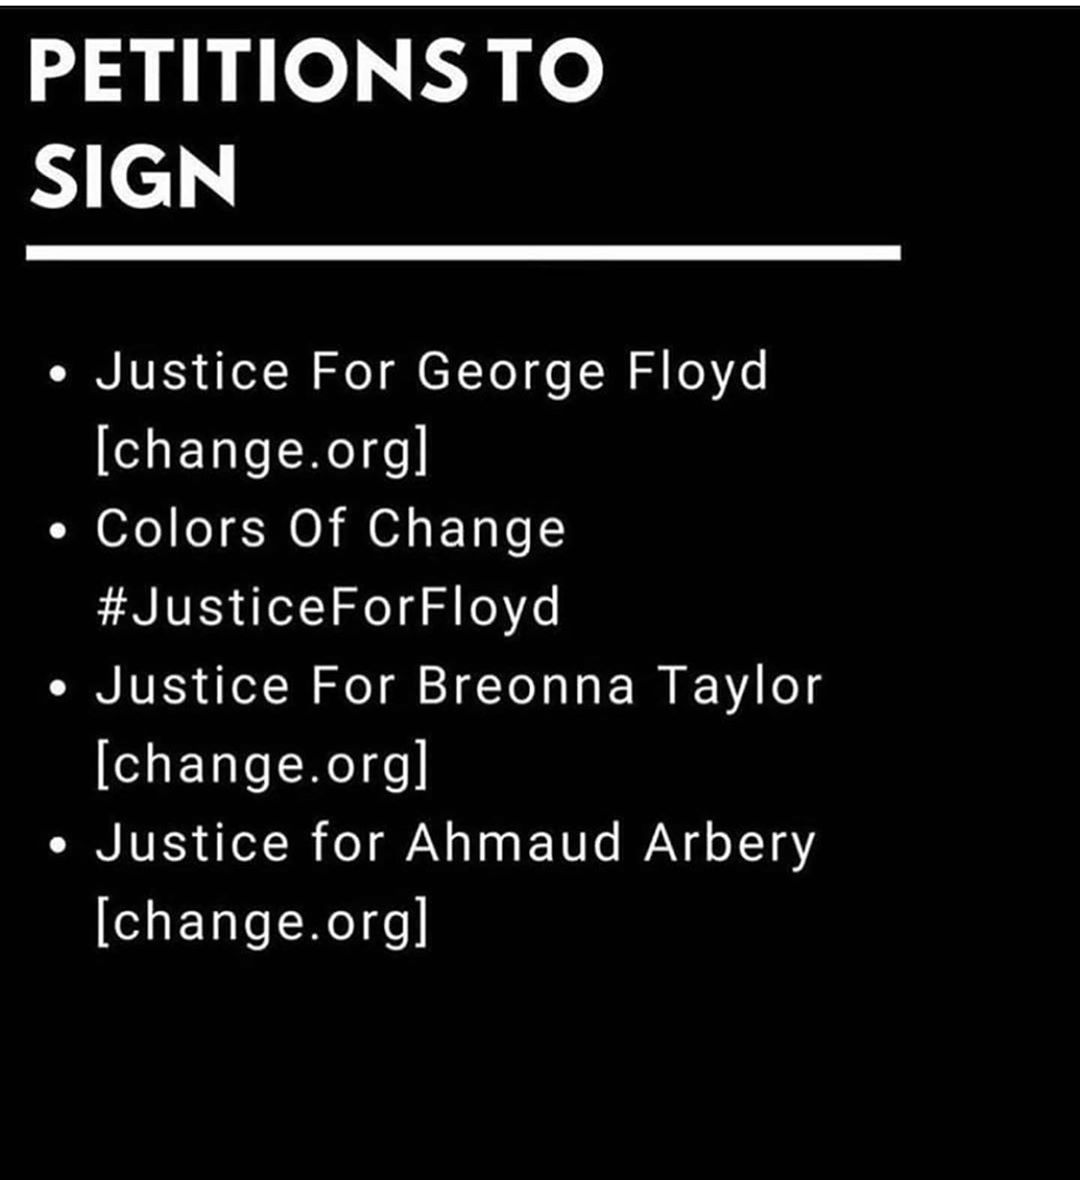 PETITIONS TO
SIGN
• Justice For George Floyd
[change.org]
• Colors Of Change
#JusticeForFloyd
• Justice For Breonna Taylor
[change.org]
• Justice for Ahmaud Arbery
[change.org]